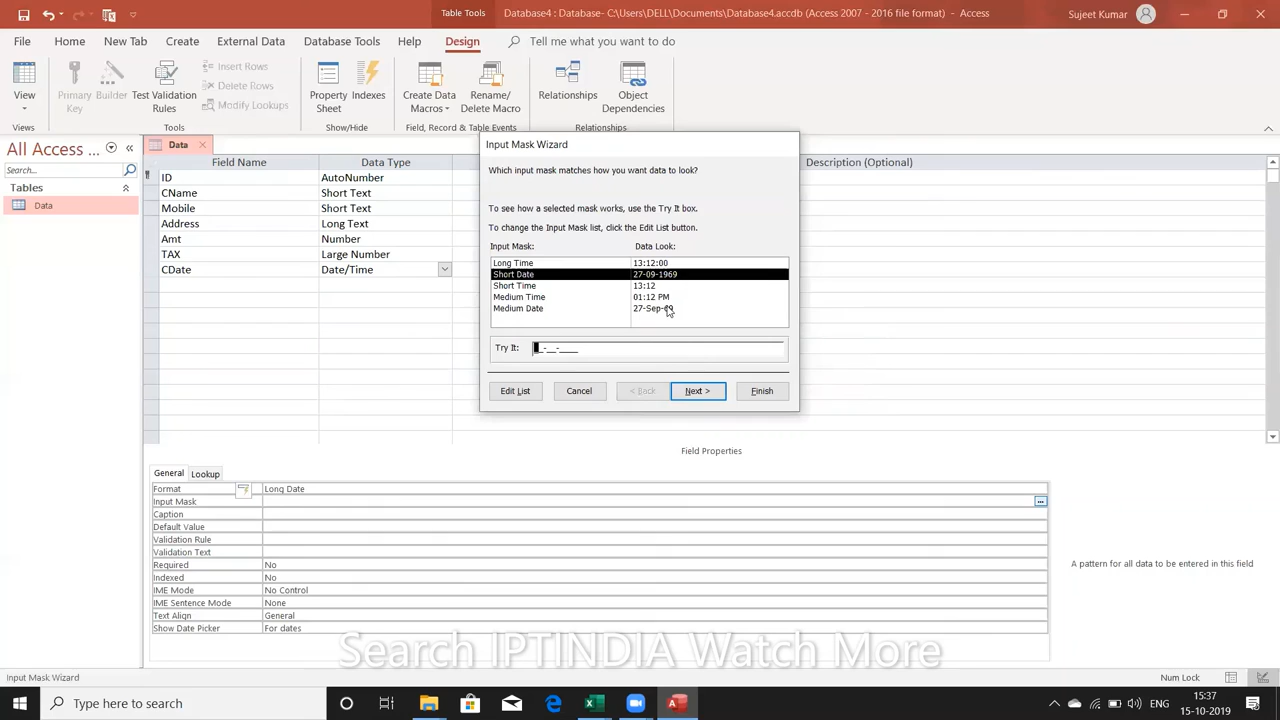 Table Tools
Database4 : Database- C:\Users\DELL\Documents\Database4.accdb (Access 2007 - 2016 file format) - Access
Sujeet Kumar
File Home New Tab Create External Data Database Tools Help Design Tell me what you want to do
View
Primary Key
Builder
Test Validation Rules
Insert Rows
Delete Rows
Modify Lookups
Property Sheet
Indexes
Create Data Macros
Rename/ Delete Macro
Relationships
Object Dependencies
Views
Tools
Show/Hide
Field, Record & Table Events
Relationships
All Access ...
Search...
Tables
Data
Data
Field Name Data Type Description (Optional)
ID AutoNumber
CName Short Text
Mobile Short Text
Address Long Text
Amt Number
TAX Large Number
CDate Date/Time
Input Mask Wizard
Which input mask matches how you want data to look?
To see how a selected mask works, use the Try It box.
To change the Input Mask list, click the Edit List button.
Input Mask: Data Look:
Long Time 13:12:00
Short Date 27-09-1969
Short Time 13:12
Medium Time 01:12 PM
Medium Date 27-Sep-69
Try It: __-__-____
Edit List Cancel < Back Next > Finish
Field Properties
General Lookup
Format Long Date
Input Mask
Caption
Default Value
Validation Rule
Validation Text
Required No
Indexed No
IME Mode No Control
IME Sentence Mode None
Text Align General
Show Date Picker For dates
A pattern for all data to be entered in this field
Search IPTINDIA Watch More
Input Mask Wizard
Num Lock
Type here to search
ENG
15:37
15-10-2019